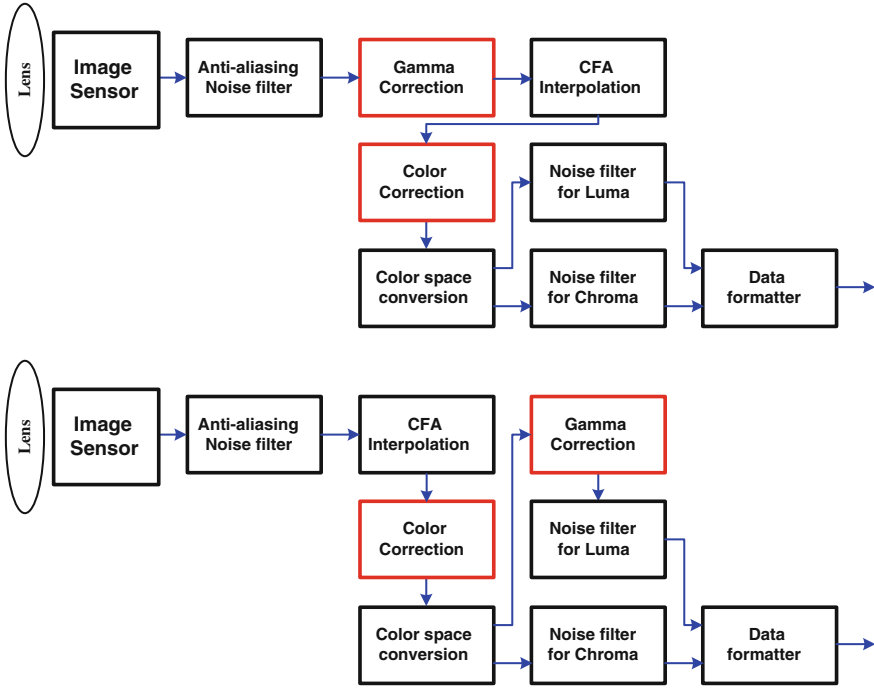 Lens
Image
Sensor
Anti-aliasing
Noise filter
Gamma
Correction
CFA
Interpolation
Color
Correction
Noise filter
for Luma
Color space
conversion
Noise filter
for Chroma
Data
formatter
Lens
Image
Sensor
Anti-aliasing
Noise filter
CFA
Interpolation
Gamma
Correction
Color
Correction
Noise filter
for Luma
Color space
conversion
Noise filter
for Chroma
Data
formatter